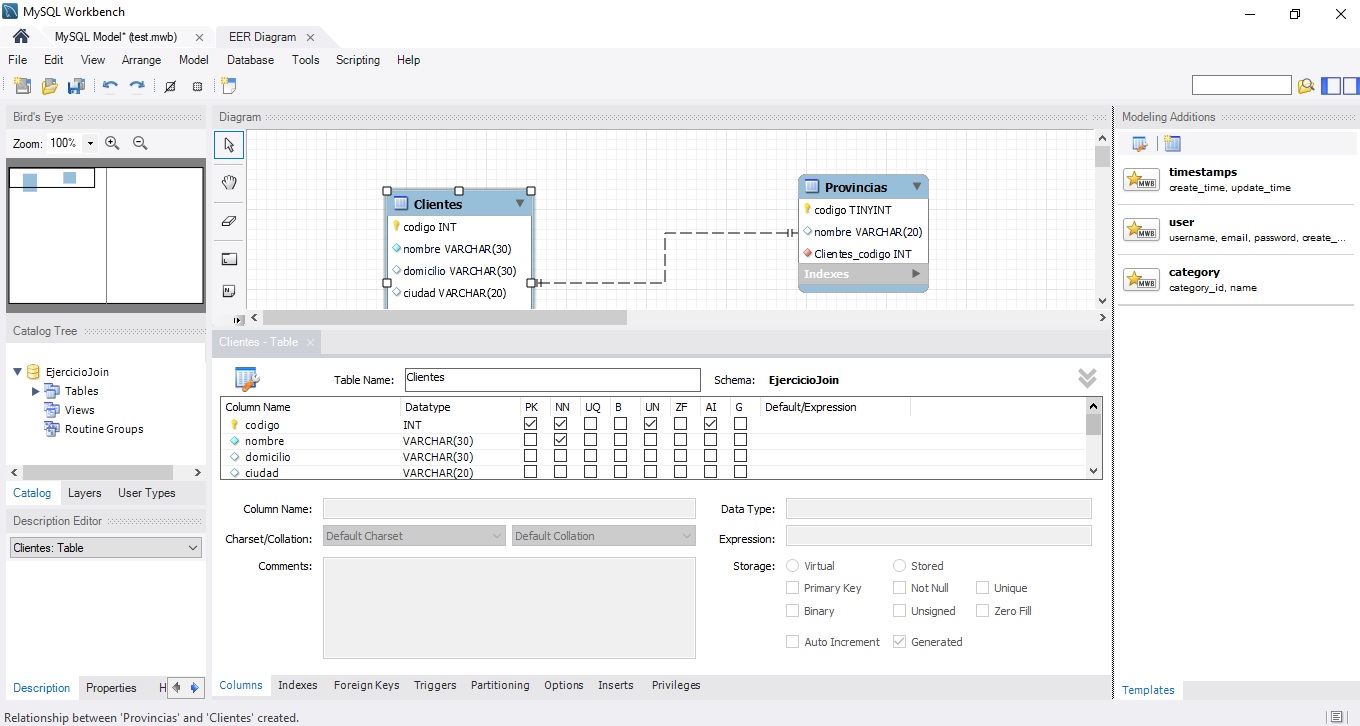 MySQL Workbench
MySQL Model* (test.mwb)
EER Diagram
File Edit View Arrange Model Database Tools Scripting Help
Bird's Eye
Zoom: 100%
Catalog Tree
EjercicioJoin
Tables
Views
Routine Groups
Catalog Layers User Types
Description Editor
Clientes: Table
Description Properties H
Diagram
Clientes
codigo INT
nombre VARCHAR(30)
domicilio VARCHAR(30)
ciudad VARCHAR(20)
Provincias
codigo TINYINT
nombre VARCHAR(20)
Clientes_codigo INT
Indexes
Clientes - Table
Table Name: Clientes Schema: EjercicioJoin
Column Name Datatype PK NN UQ B UN ZF AI G Default/Expression
codigo INT
nombre VARCHAR(30)
domicilio VARCHAR(30)
ciudad VARCHAR(20)
Column Name: Data Type:
Charset/Collation: Default Charset Default Collation Expression:
Comments: Storage: Virtual Stored
Primary Key Not Null Unique
Binary Unsigned Zero Fill
Auto Increment Generated
Columns Indexes Foreign Keys Triggers Partitioning Options Inserts Privileges
Modeling Additions
MWB
timestamps
create_time, update_time
MWB
user
username, email, password, create_...
MWB
category
category_id, name
Templates
Relationship between 'Provincias' and 'Clientes' created.